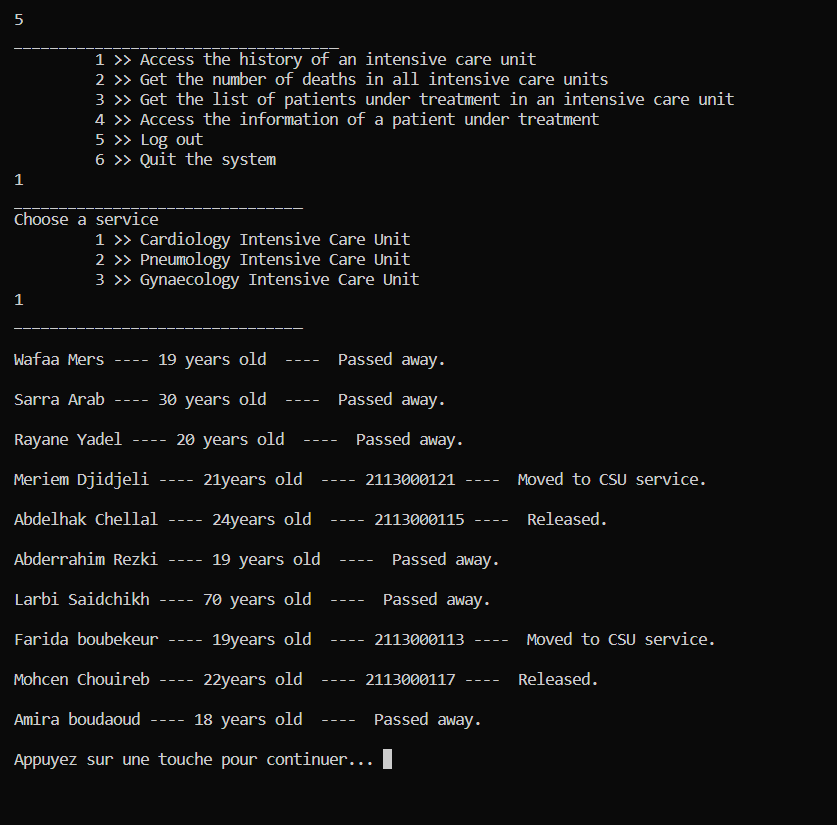 5
____________________________________
1 >> Access the history of an intensive care unit
2 >> Get the number of deaths in all intensive care units
3 >> Get the list of patients under treatment in an intensive care unit
4 >> Access the information of a patient under treatment
5 >> Log out
6 >> Quit the system
1
________________________________
Choose a service
1 >> Cardiology Intensive Care Unit
2 >> Pneumology Intensive Care Unit
3 >> Gynaecology Intensive Care Unit
1
________________________________
Wafaa Mers ---- 19 years old  ----  Passed away.
Sarra Arab ---- 30 years old  ----  Passed away.
Rayane Yadel ---- 20 years old  ----  Passed away.
Meriem Djidjeli ---- 21years old  ---- 2113000121 ----  Moved to CSU service.
Abdelhak Chellal ---- 24years old  ---- 2113000115 ----  Released.
Abderrahim Rezki ---- 19 years old  ----  Passed away.
Larbi Saidchikh ---- 70 years old  ----  Passed away.
Farida boubekeur ---- 19years old  ---- 2113000113 ----  Moved to CSU service.
Mohcen Chouireb ---- 22years old  ---- 2113000117 ----  Released.
Amira boudaoud ---- 18 years old  ----  Passed away.
Appuyez sur une touche pour continuer...